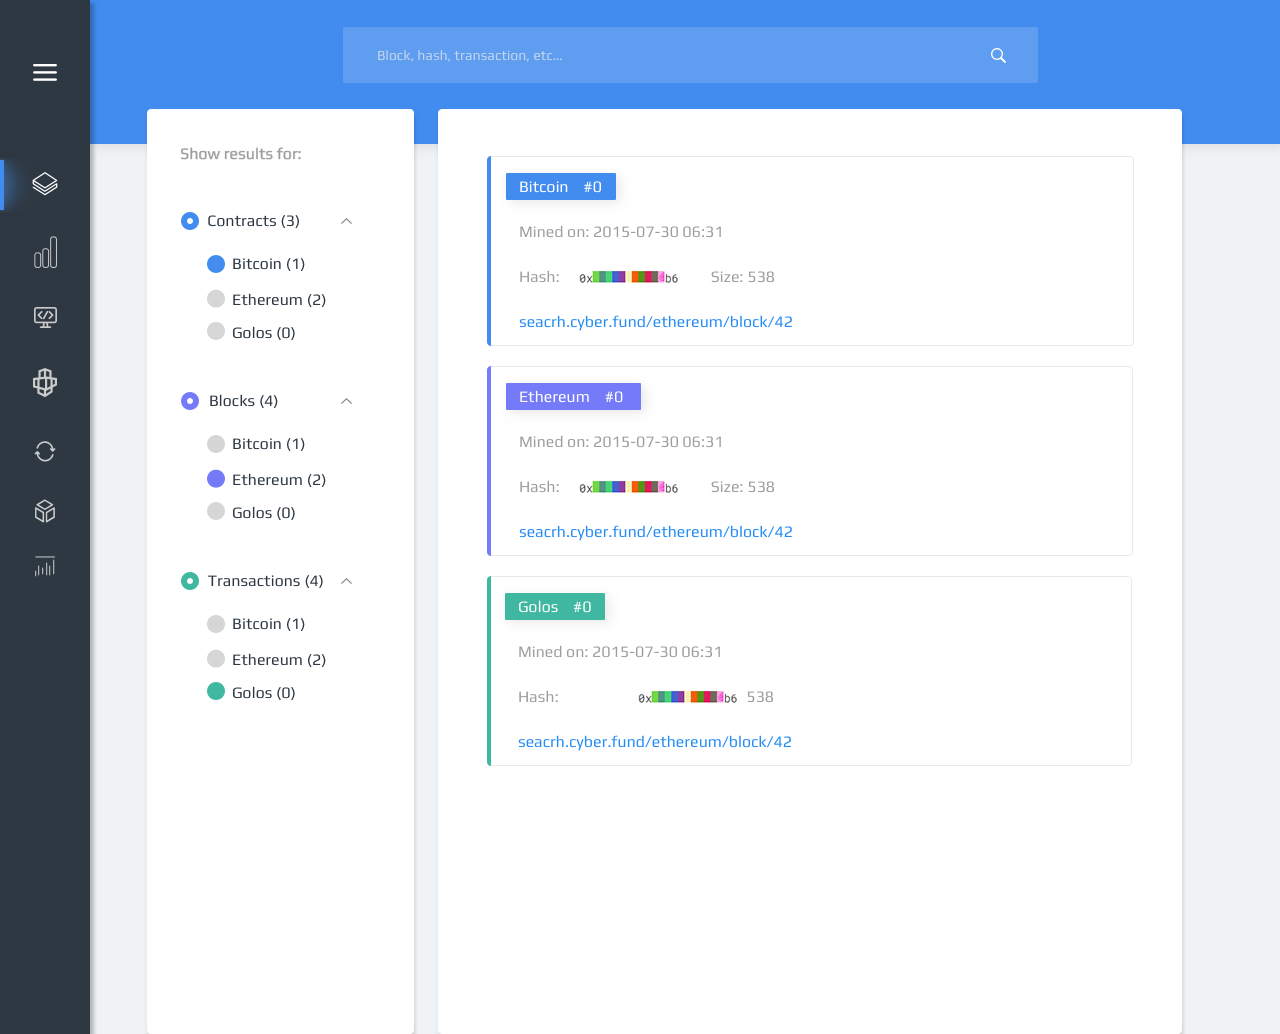 Block, hash, transaction, etc...
Show results for:
Contracts (3)
Bitcoin (1)
Ethereum (2)
Golos (0)
Blocks (4)
Bitcoin (1)
Ethereum (2)
Golos (0)
Transactions (4)
Bitcoin (1)
Ethereum (2)
Golos (0)
Bitcoin #0
Mined on: 2015-07-30 06:31
Hash: 0x b6 Size: 538
seacrh.cyber.fund/ethereum/block/42
Ethereum #0
Mined on: 2015-07-30 06:31
Hash: 0x b6 Size: 538
seacrh.cyber.fund/ethereum/block/42
Golos #0
Mined on: 2015-07-30 06:31
Hash: 0x b6 538
seacrh.cyber.fund/ethereum/block/42